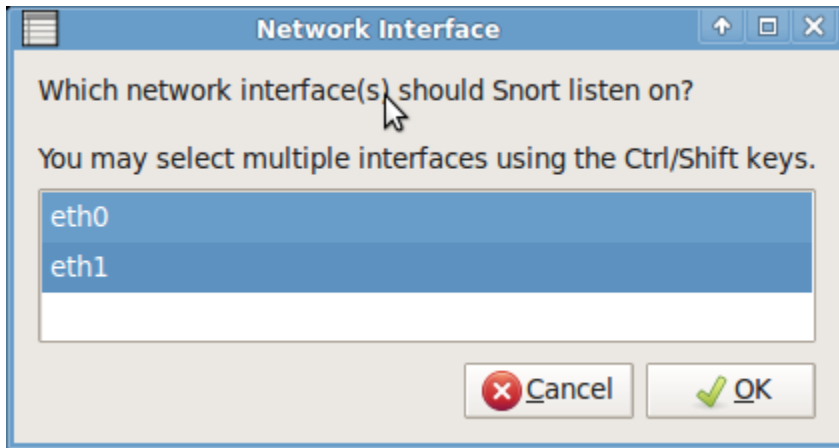 Network Interface
Which network interface(s) should Snort listen on?
You may select multiple interfaces using the Ctrl/Shift keys.
eth0
eth1
Cancel
OK